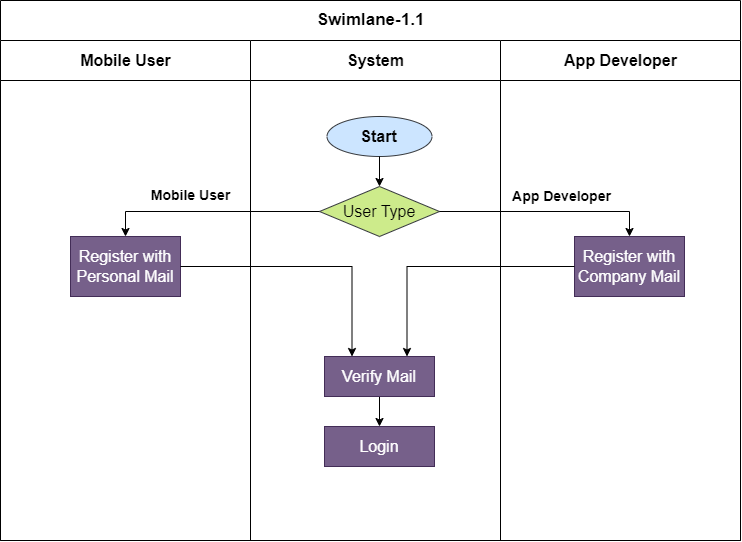 Swimlane-1.1
Mobile User
System
App Developer
Start
Mobile User
User Type
App Developer
Register with
Personal Mail
Register with
Company Mail
Verify Mail
Login